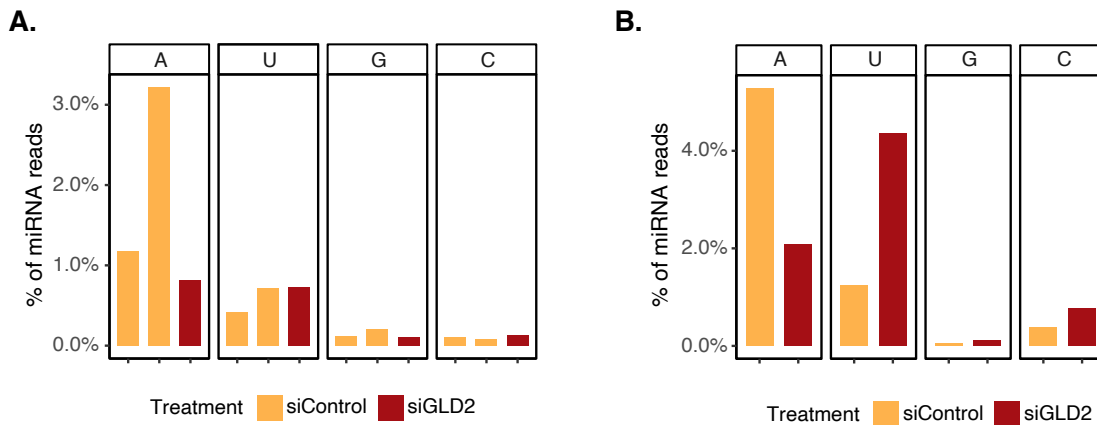 A.
A U G C
% of miRNA reads
3.0%
2.0%
1.0%
0.0%
Treatment siControl siGLD2
B.
A U G C
% of miRNA reads
4.0%
2.0%
0.0%
Treatment siControl siGLD2